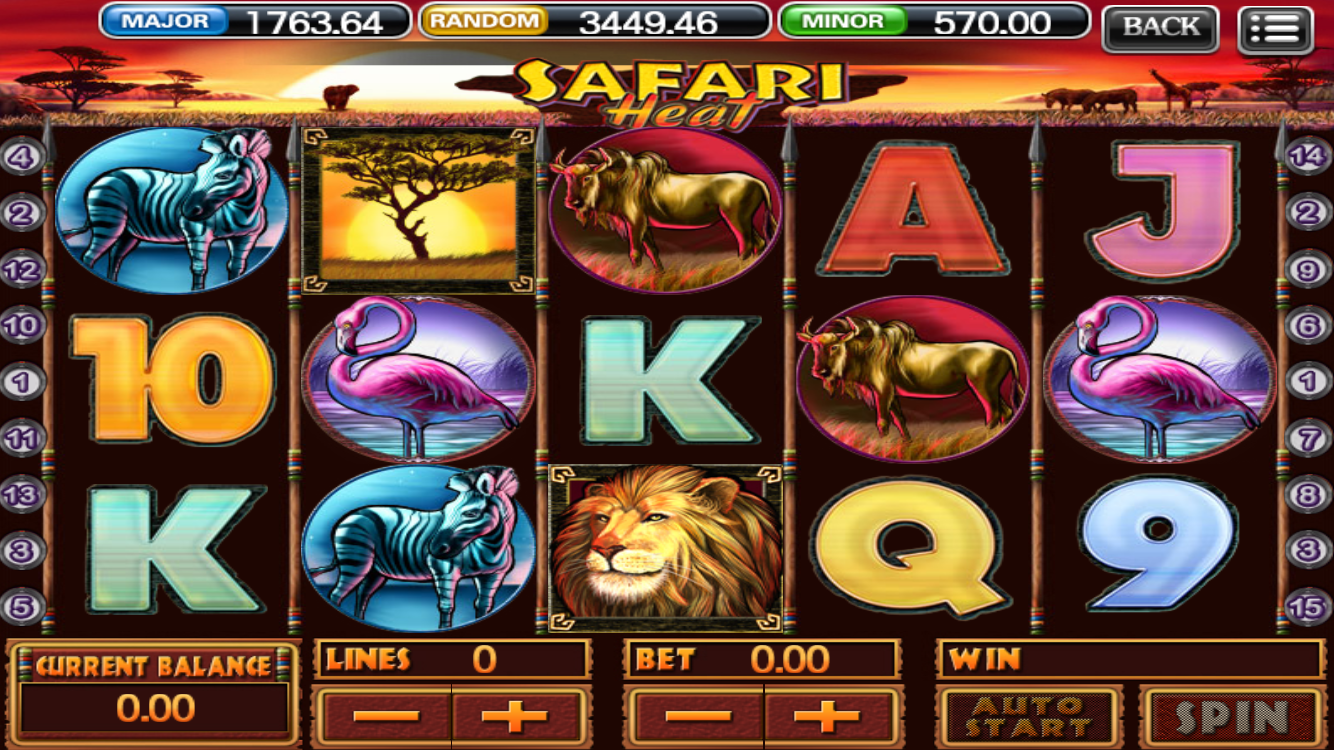 MAJOR 1763.64 RANDOM 3449.46 MINOR 570.00 BACK
SAFARI
Heat
4 14
A J
2 2
12 9
10 6
10 K
1 1
11 7
13 8
K Q 9
3 3
5 15
CURRENT BALANCE LINES 0 BET 0.00 WIN
0.00
AUTO START SPIN